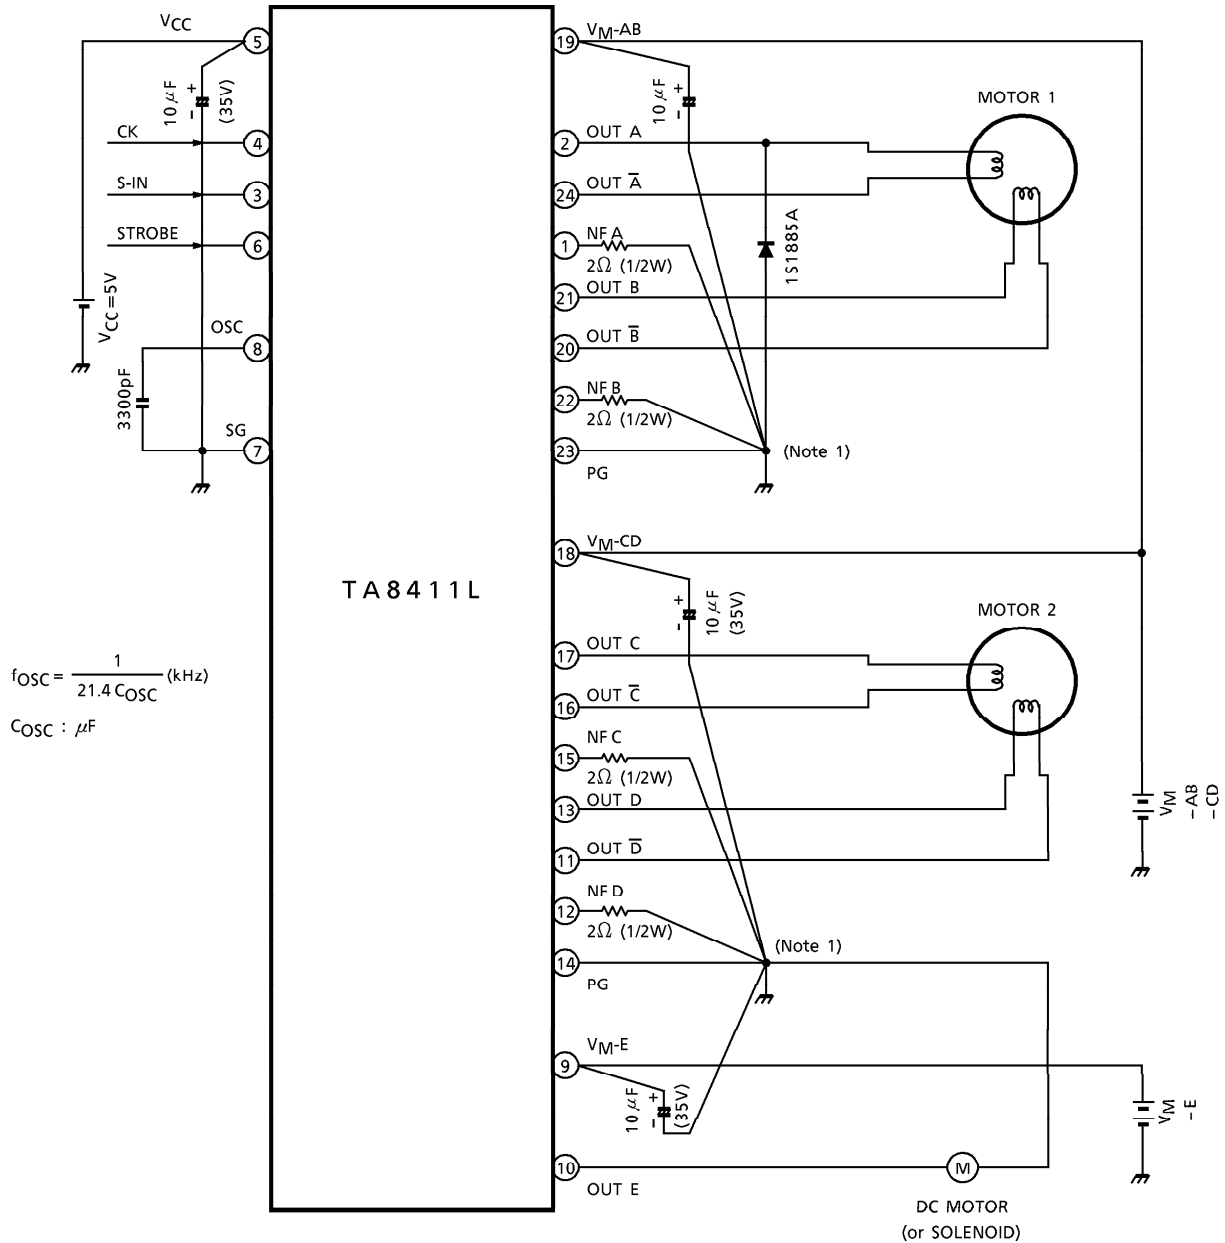 VCC
5
10 μF
+
-
(35V)
CK
4
S-IN
3
STROBE
6
VCC=5V
OSC
8
3300pF
SG
7
TA8411L
fOSC = 1 / 21.4 COSC (kHz)
COSC : μF
19
VM-AB
10 μF
+
-
2
OUT A
24
OUT A̅
1
NF A
2Ω (1/2W)
21
OUT B
20
OUT B̅
22
NF B
2Ω (1/2W)
23
PG
1S1885A
(Note 1)
MOTOR 1
18
VM-CD
10 μF
+
-
(35V)
17
OUT C
16
OUT C̅
15
NF C
2Ω (1/2W)
13
OUT D
11
OUT D̅
12
NF D
2Ω (1/2W)
14
PG
(Note 1)
MOTOR 2
VM
-AB
-CD
9
VM-E
10 μF
+
-
(35V)
VM
-E
10
OUT E
M
DC MOTOR
(or SOLENOID)